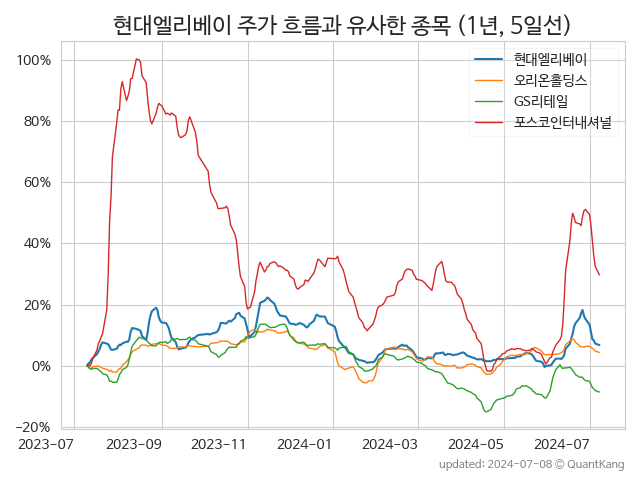 현대엘리베이 주가 흐름과 유사한 종목 (1년, 5일선)
현대엘리베이
오리온홀딩스
GS리테일
포스코인터내셔널
100%
80%
60%
40%
20%
0%
−20%
2023-07
2023-09
2023-11
2024-01
2024-03
2024-05
2024-07
updated: 2024-07-08 © QuantKang